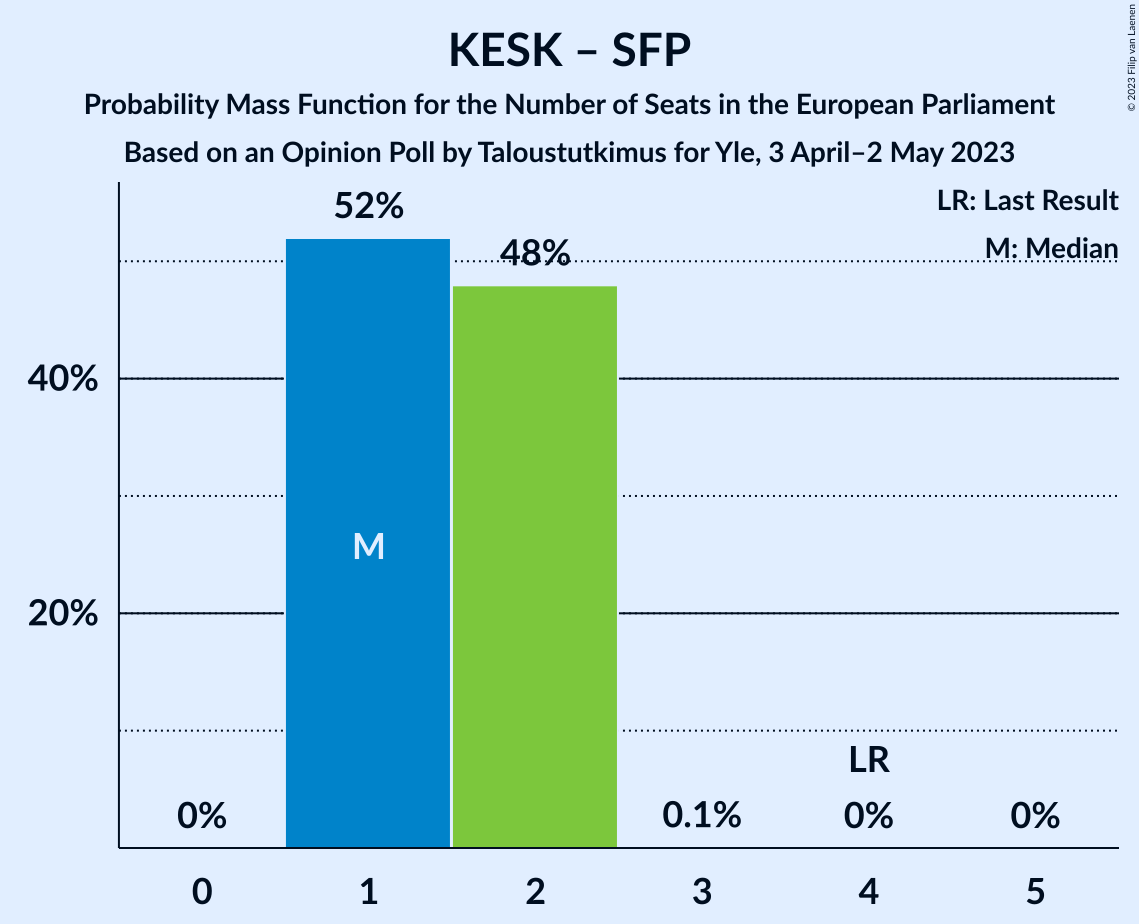 KESK – SFP
Probability Mass Function for the Number of Seats in the European Parliament
Based on an Opinion Poll by Taloustutkimus for Yle, 3 April–2 May 2023
© 2023 Filip van Laenen
LR: Last Result
M: Median
52%
48%
40%
20%
M
LR
0%
0.1%
0%
0%
0
1
2
3
4
5